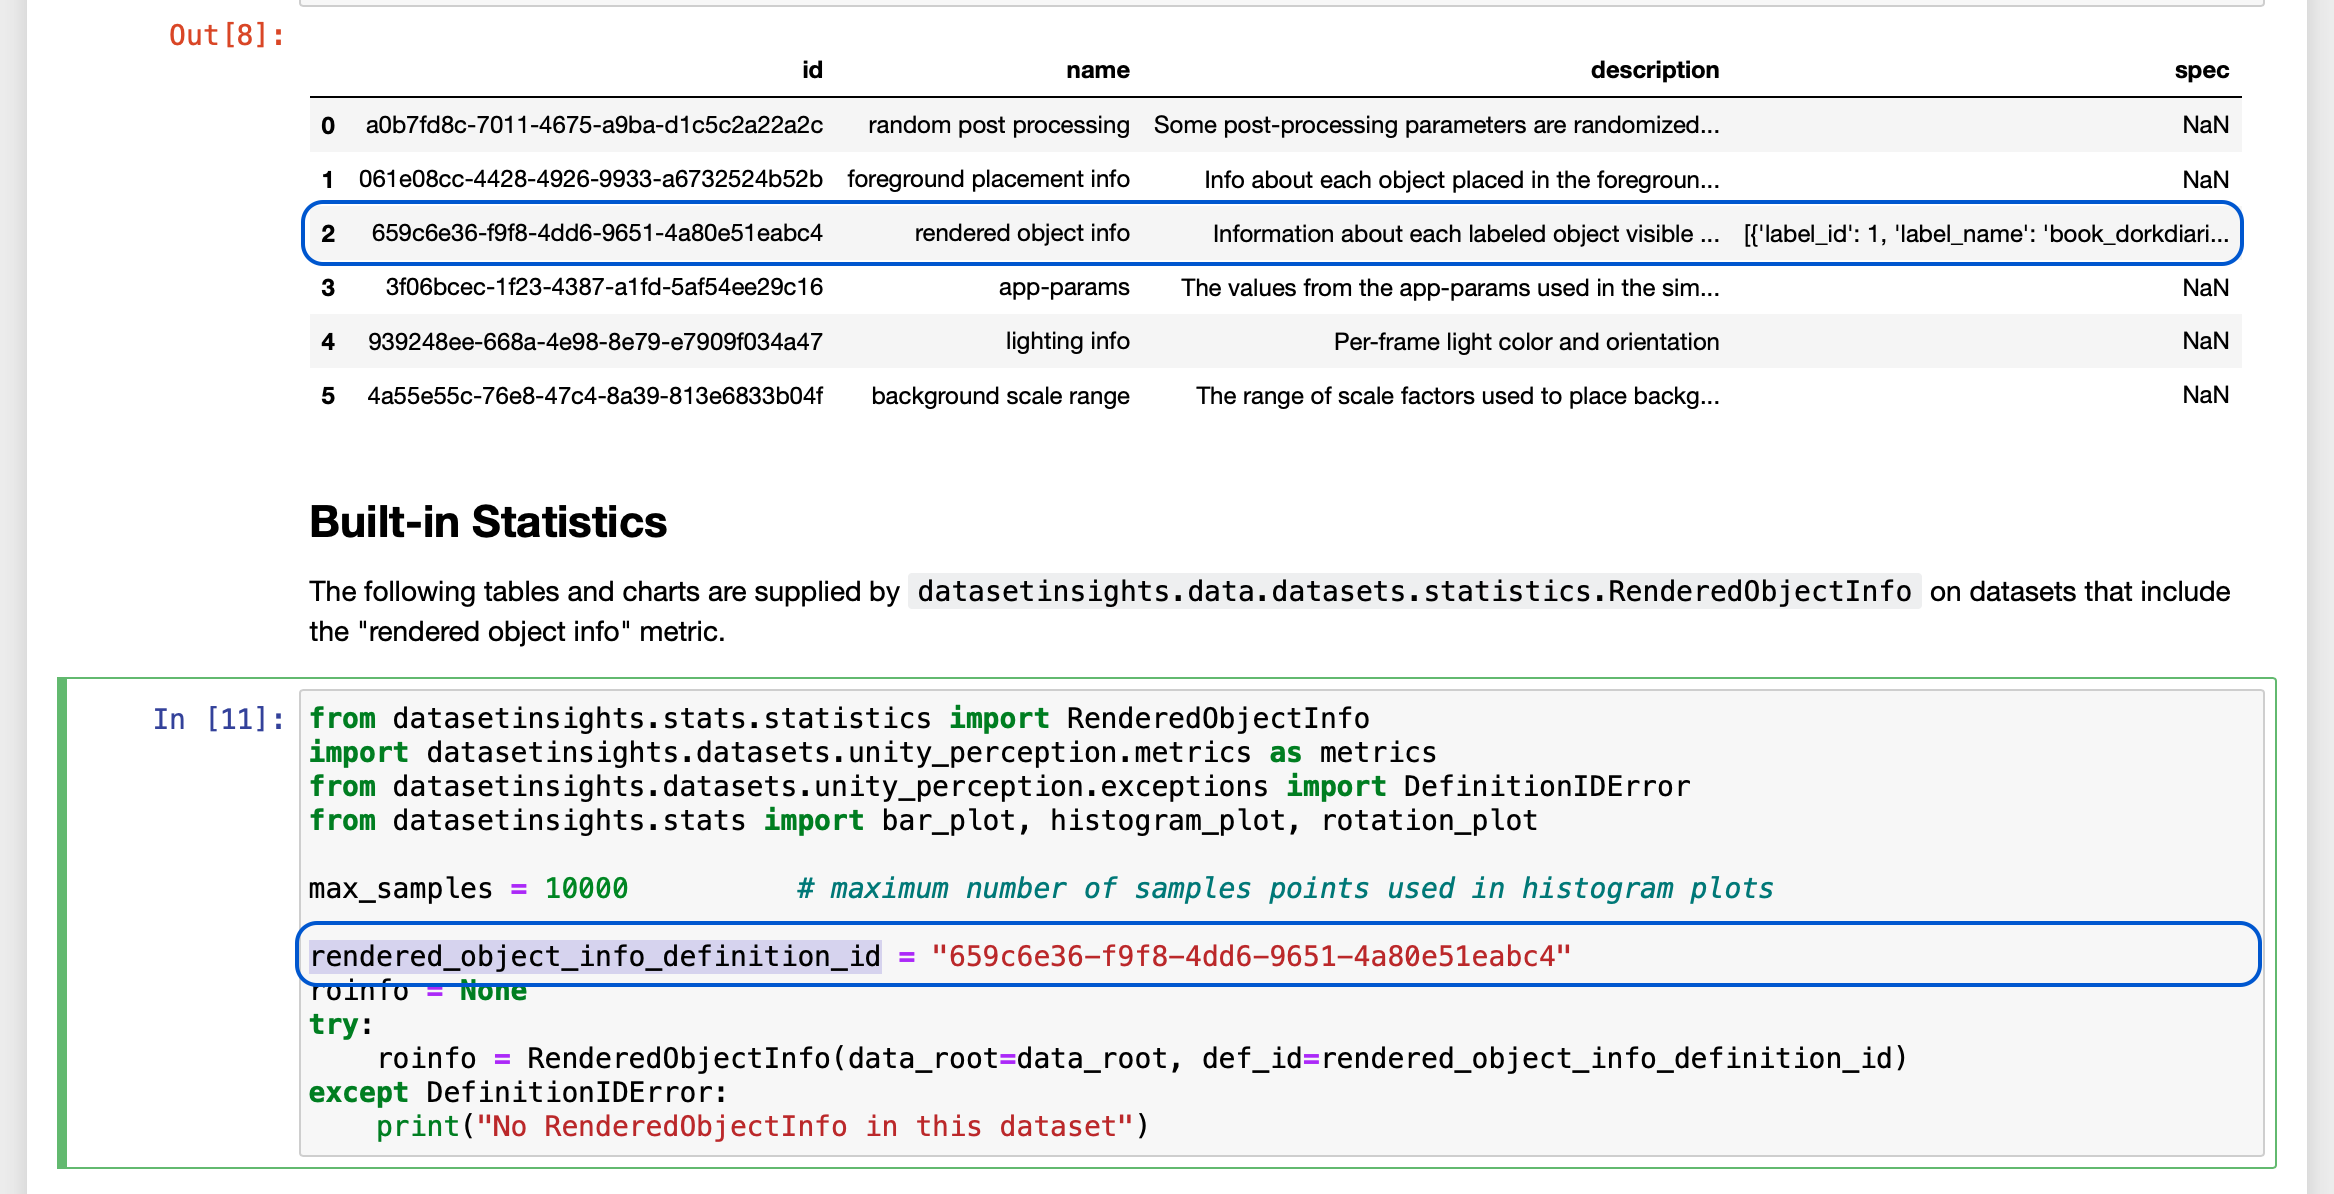 Out[8]:
id name description spec
0 a0b7fd8c-7011-4675-a9ba-d1c5c2a22a2c random post processing Some post-processing parameters are randomized... NaN
1 061e08cc-4428-4926-9933-a6732524b52b foreground placement info Info about each object placed in the foregroun... NaN
2 659c6e36-f9f8-4dd6-9651-4a80e51eabc4 rendered object info Information about each labeled object visible ... [{'label_id': 1, 'label_name': 'book_dorkdiari...
3 3f06bcec-1f23-4387-a1fd-5af54ee29c16 app-params The values from the app-params used in the sim... NaN
4 939248ee-668a-4e98-8e79-e7909f034a47 lighting info Per-frame light color and orientation NaN
5 4a55e55c-76e8-47c4-8a39-813e6833b04f background scale range The range of scale factors used to place backg... NaN
Built-in Statistics
The following tables and charts are supplied by datasetinsights.data.datasets.statistics.RenderedObjectInfo on datasets that include
the "rendered object info" metric.
In [11]:
from datasetinsights.stats.statistics import RenderedObjectInfo
import datasetinsights.datasets.unity_perception.metrics as metrics
from datasetinsights.datasets.unity_perception.exceptions import DefinitionIDError
from datasetinsights.stats import bar_plot, histogram_plot, rotation_plot
max_samples = 10000          # maximum number of samples points used in histogram plots
rendered_object_info_definition_id = "659c6e36-f9f8-4dd6-9651-4a80e51eabc4"
roinfo = None
try:
    roinfo = RenderedObjectInfo(data_root=data_root, def_id=rendered_object_info_definition_id)
except DefinitionIDError:
    print("No RenderedObjectInfo in this dataset")